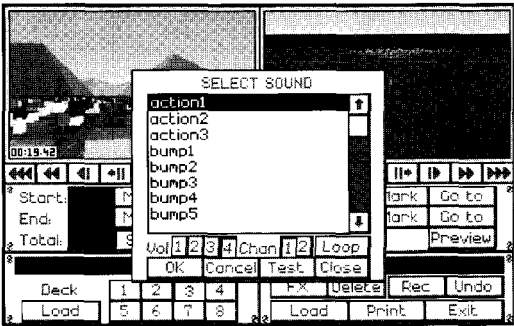 SELECT SOUND
action1
action2
action3
bump1
bump2
bump3
bump4
bump5
00:19.42
Start:
End:
Total:
Go to
Go to
Preview
Vol 1 2 3 4 Chan 1 2 Loop
OK Cancel Test Close
Deck 1 2 3 4
Load 5 6 7 8
FX Delete Rec Undo
Load Print Exit